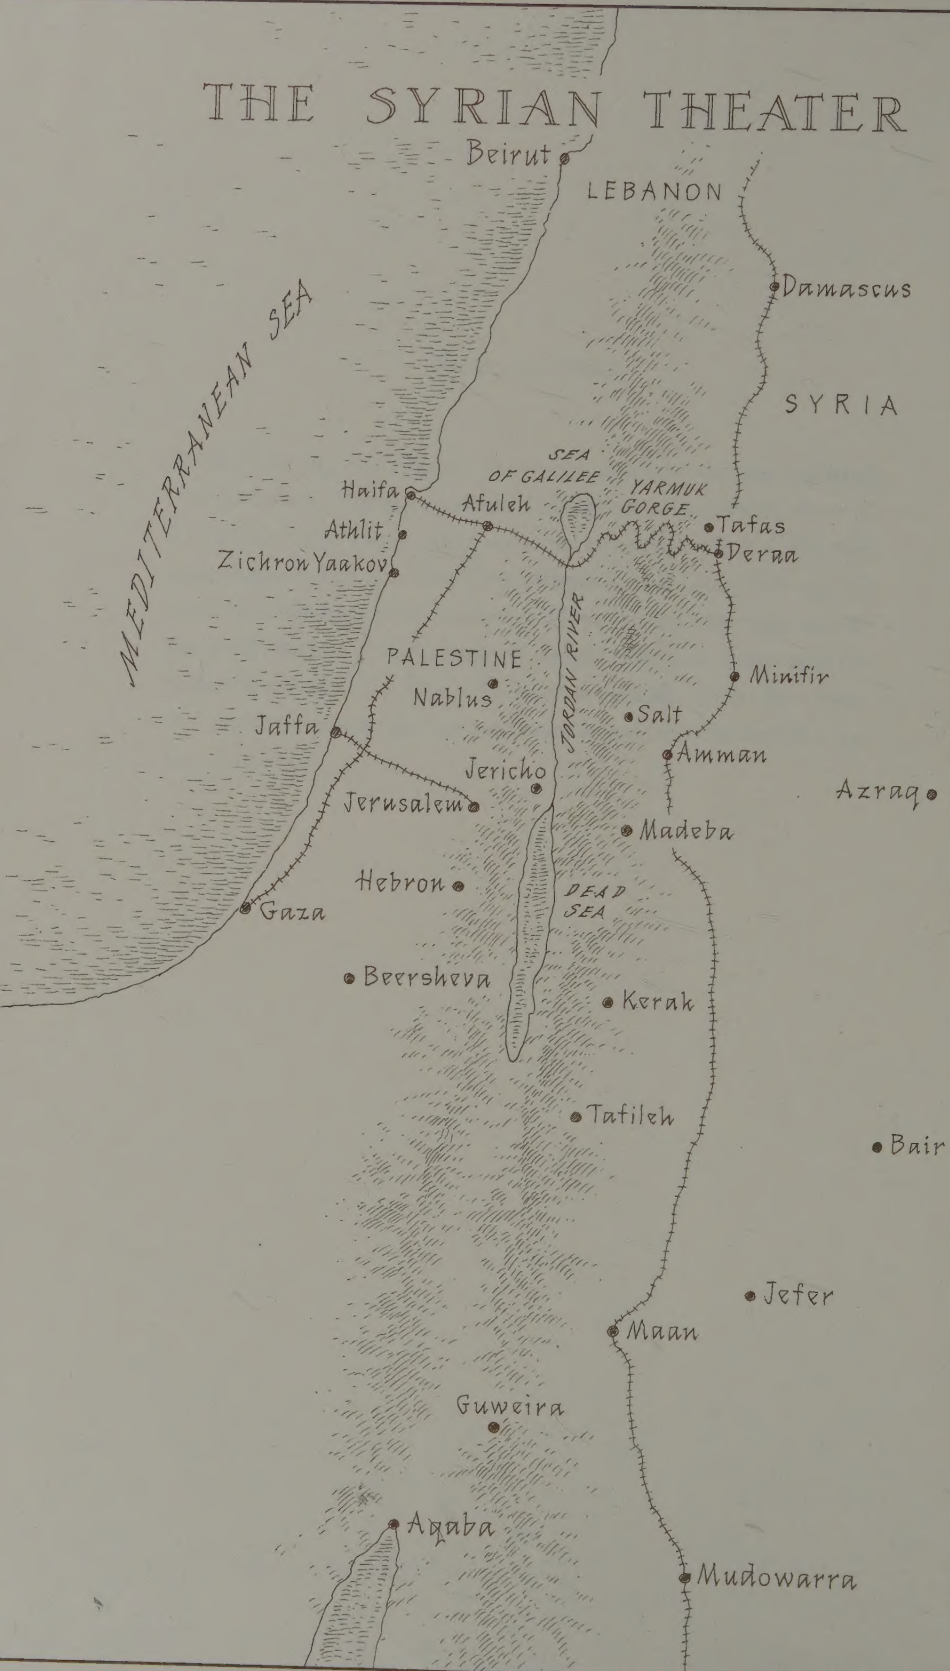 THE SYRIAN THEATER
Beirut
LEBANON
Damascus
MEDITERRANEAN SEA
SYRIA
SEA
OF GALILEE
YARMUK
GORGE
Haifa
Afuleh
Tafas
Athlit
Deraa
Zichron Yaakov
JORDAN RIVER
PALESTINE
Minifir
Nablus
Salt
Jaffa
Amman
Jericho
Azraq
Jerusalem
Madeba
Hebron
DEAD
SEA
Gaza
Beersheva
Kerak
Tafileh
Bair
Jefer
Maan
Guweira
Aqaba
Mudowarra